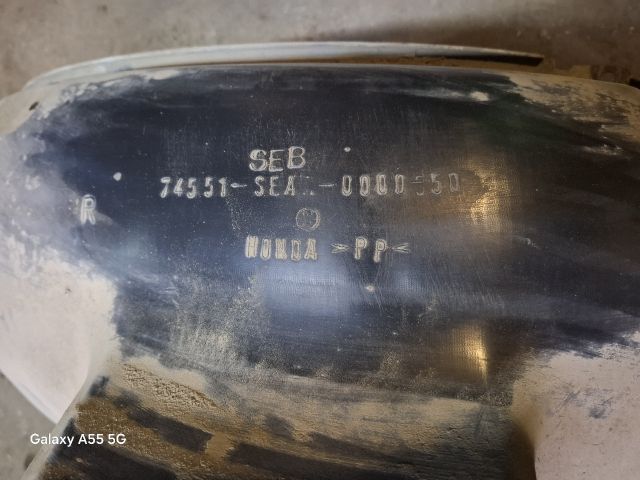 SEB
74551-SEA
R
HONDA >PP<
Galaxy A55 5G